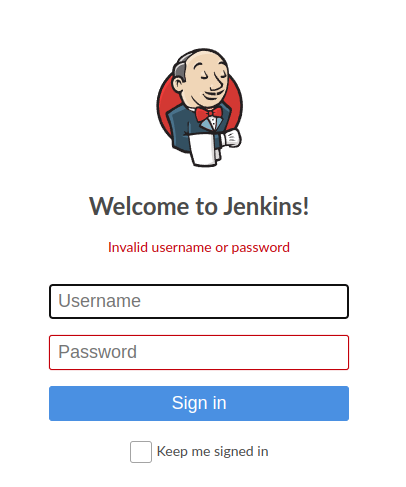 Welcome to Jenkins!
Invalid username or password
Username
Password
Sign in
Keep me signed in